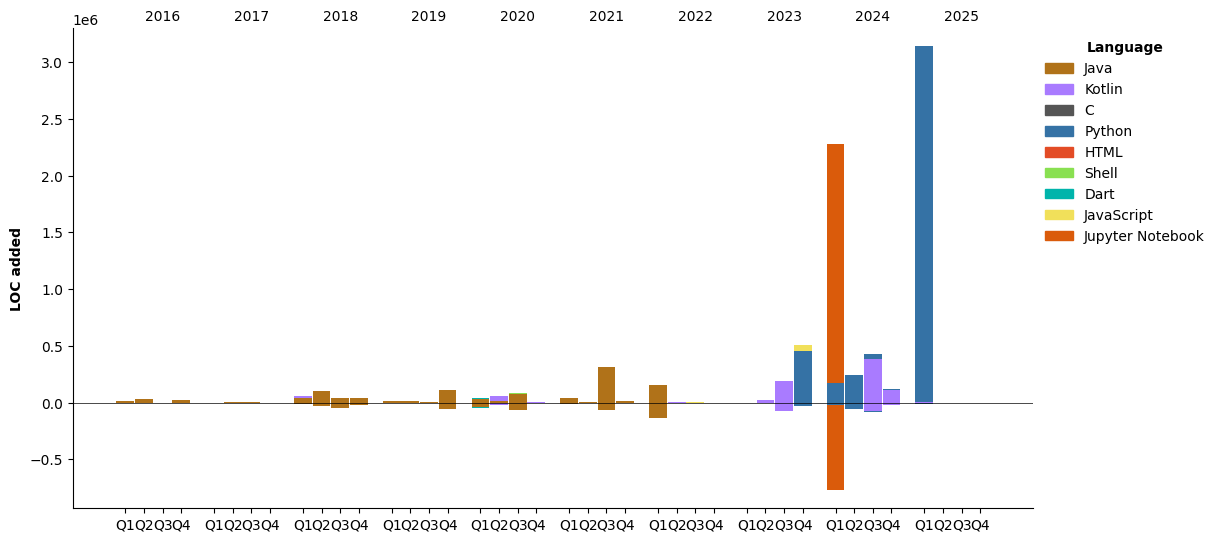 2016 2017 2018 2019 2020 2021 2022 2023 2024 2025
1e6
LOC added
3.0
2.5
2.0
1.5
1.0
0.5
0.0
−0.5
Q1Q2Q3Q4 Q1Q2Q3Q4 Q1Q2Q3Q4 Q1Q2Q3Q4 Q1Q2Q3Q4 Q1Q2Q3Q4 Q1Q2Q3Q4 Q1Q2Q3Q4 Q1Q2Q3Q4 Q1Q2Q3Q4
Language
Java
Kotlin
C
Python
HTML
Shell
Dart
JavaScript
Jupyter Notebook